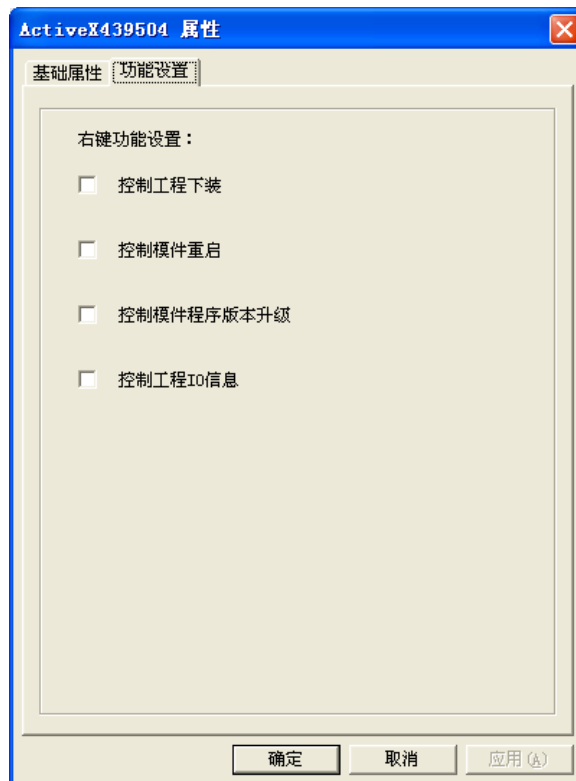 ActiveX439504 属性
基础属性 功能设置
右键功能设置：
控制工程下装
控制模件重启
控制模件程序版本升级
控制工程IO信息
确定 取消 应用(A)